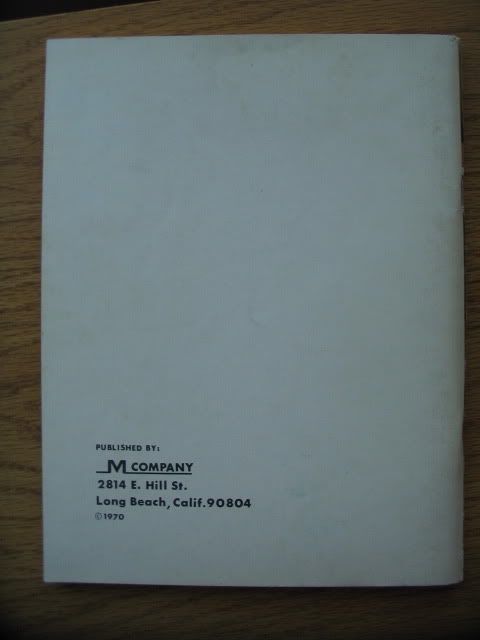 PUBLISHED BY:
M COMPANY
2814 E. Hill St.
Long Beach, Calif. 90804
© 1970